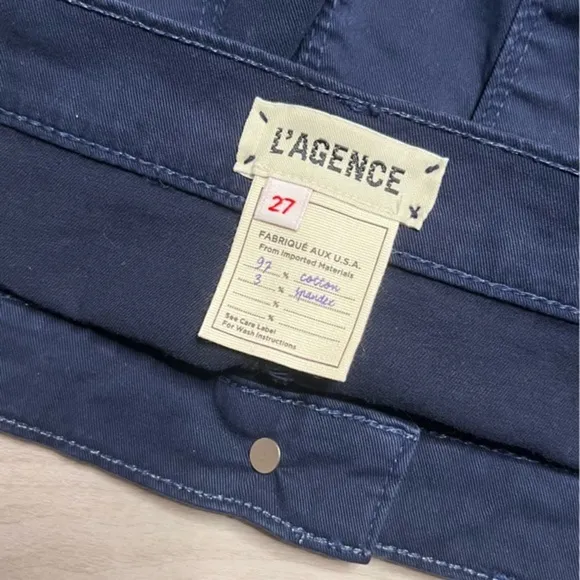 L'AGENCE
27
FABRIQUÉ AUX U.S.A.
From Imported Materials
97 % cotton
3 % spandex
%
%
See Care Label
For Wash Instructions